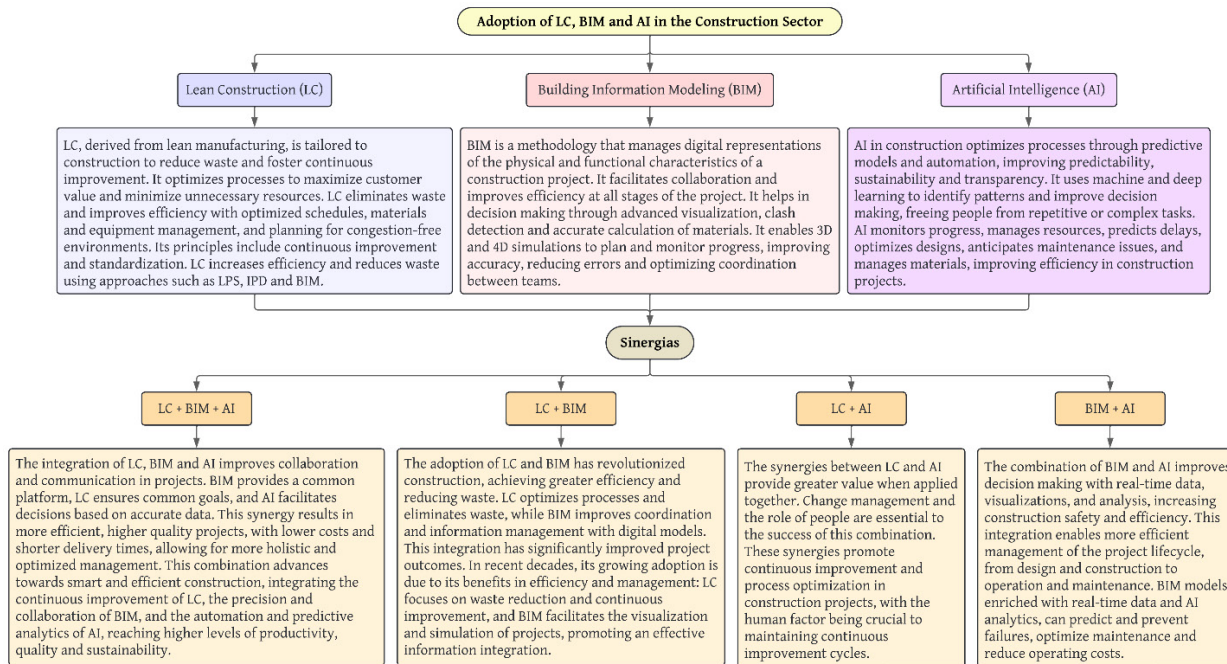 Adoption of LC, BIM and AI in the Construction Sector
Lean Construction (LC)
Building Information Modeling (BIM)
Artificial Intelligence (AI)
LC, derived from lean manufacturing, is tailored to
construction to reduce waste and foster continuous
improvement. It optimizes processes to maximize customer
value and minimize unnecessary resources. LC eliminates waste
and improves efficiency with optimized schedules, materials
and equipment management, and planning for congestion-free
environments. Its principles include continuous improvement
and standardization. LC increases efficiency and reduces waste
using approaches such as LPS, IPD and BIM.
BIM is a methodology that manages digital representations
of the physical and functional characteristics of a
construction project. It facilitates collaboration and
improves efficiency at all stages of the project. It helps in
decision making through advanced visualization, clash
detection and accurate calculation of materials. It enables 3D
and 4D simulations to plan and monitor progress, improving
accuracy, reducing errors and optimizing coordination
between teams.
AI in construction optimizes processes through predictive
models and automation, improving predictability,
sustainability and transparency. It uses machine and deep
learning to identify patterns and improve decision
making, freeing people from repetitive or complex tasks.
AI monitors progress, manages resources, predicts delays,
optimizes designs, anticipates maintenance issues, and
manages materials, improving efficiency in construction
projects.
Sinergias
LC + BIM + AI
LC + BIM
LC + AI
BIM + AI
The integration of LC, BIM and AI improves collaboration
and communication in projects. BIM provides a common
platform, LC ensures common goals, and AI facilitates
decisions based on accurate data. This synergy results in
more efficient, higher quality projects, with lower costs and
shorter delivery times, allowing for more holistic and
optimized management. This combination advances
towards smart and efficient construction, integrating the
continuous improvement of LC, the precision and
collaboration of BIM, and the automation and predictive
analytics of AI, reaching higher levels of productivity,
quality and sustainability.
The adoption of LC and BIM has revolutionized
construction, achieving greater efficiency and
reducing waste. LC optimizes processes and
eliminates waste, while BIM improves coordination
and information management with digital models.
This integration has significantly improved project
outcomes. In recent decades, its growing adoption is
due to its benefits in efficiency and management: LC
focuses on waste reduction and continuous
improvement, and BIM facilitates the visualization
and simulation of projects, promoting an effective
information integration.
The synergies between LC and AI
provide greater value when applied
together. Change management and
the role of people are essential to
the success of this combination.
These synergies promote
continuous improvement and
process optimization in
construction projects, with the
human factor being crucial to
maintaining continuous
improvement cycles.
The combination of BIM and AI improves
decision making with real-time data,
visualizations, and analysis, increasing
construction safety and efficiency. This
integration enables more efficient
management of the project lifecycle,
from design and construction to
operation and maintenance. BIM models,
enriched with real-time data and AI
analytics, can predict and prevent
failures, optimize maintenance and
reduce operating costs.